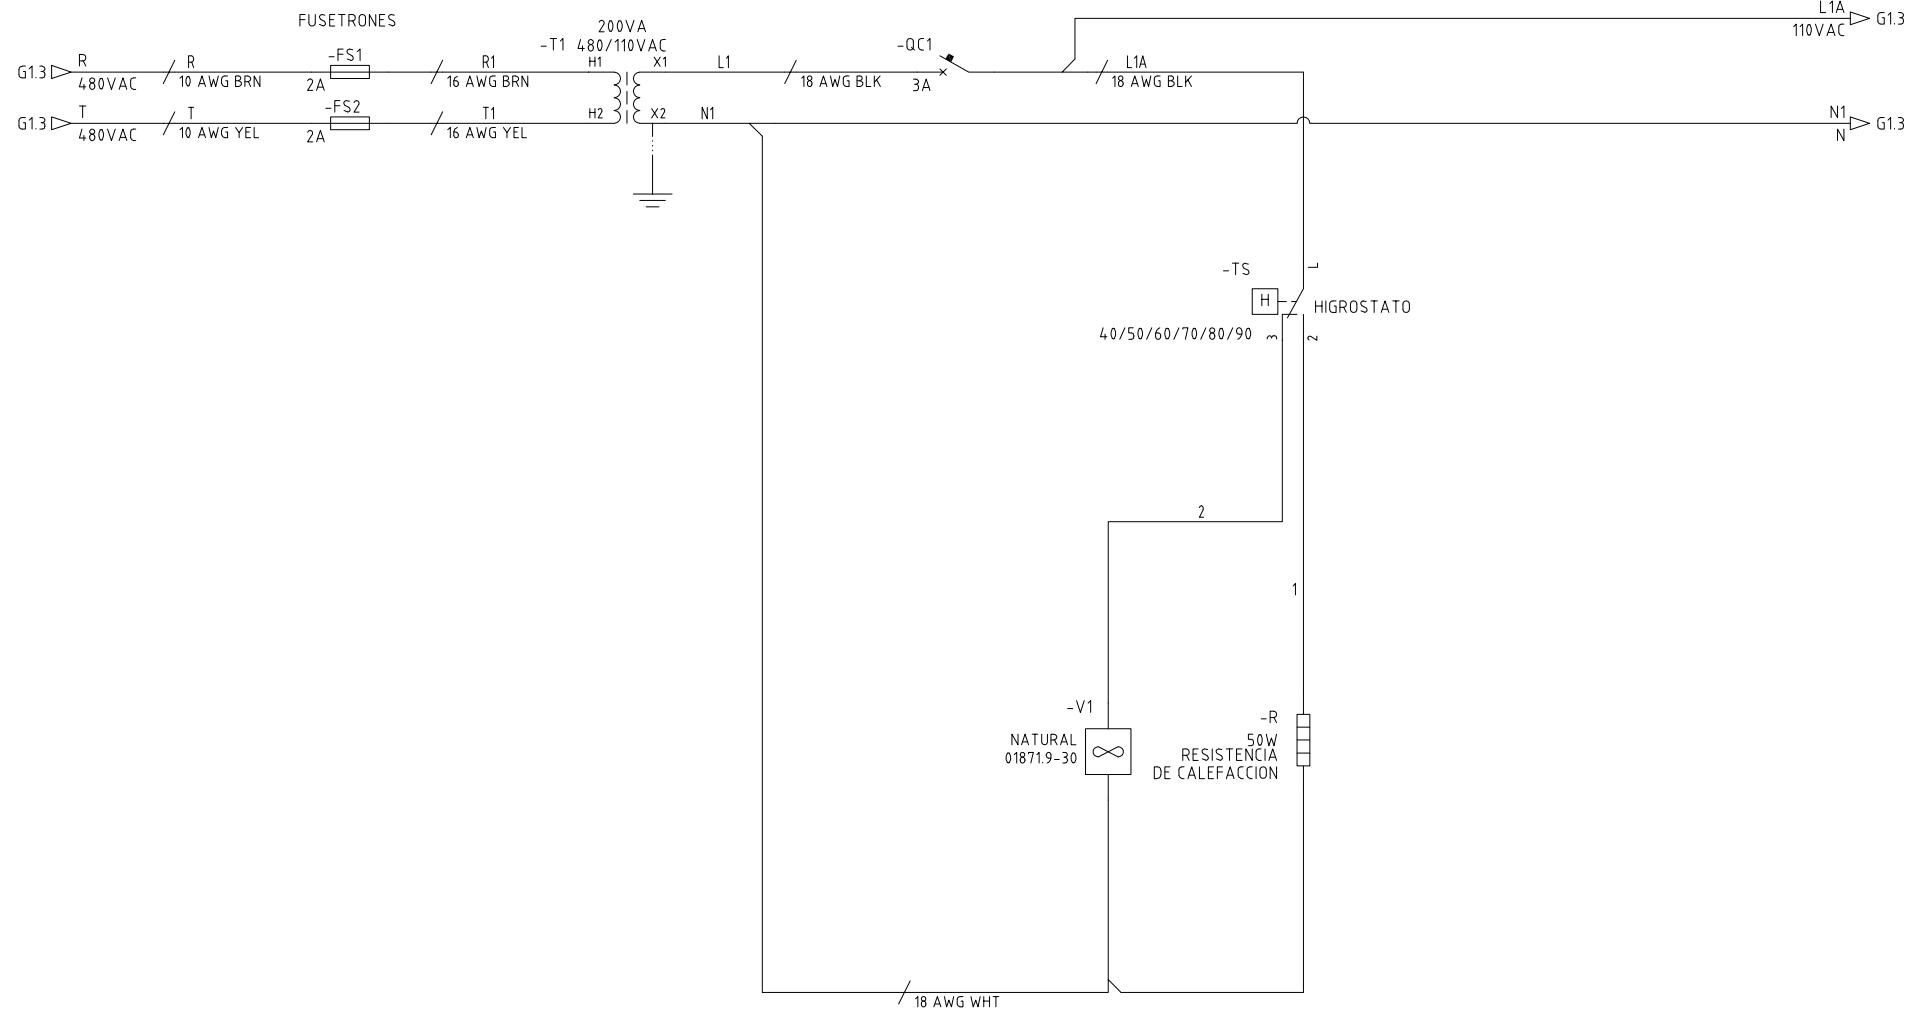 FUSETRONES
200VA
-T1 480/110VAC
L1A
110VAC
G1.3
G1.3
R
480VAC
R
10 AWG BRN
-FS1
2A
R1
16 AWG BRN
H1
X1
L1
18 AWG BLK
-QC1
3A
L1A
18 AWG BLK
G1.3
T
480VAC
T
10 AWG YEL
-FS2
2A
T1
16 AWG YEL
H2
X2
N1
N1
N
G1.3
-TS
L
H
HIGROSTATO
40/50/60/70/80/90
3
2
2
1
-V1
NATURAL
01871.9-30
-R
50W
RESISTENCIA
DE CALEFACCION
18 AWG WHT